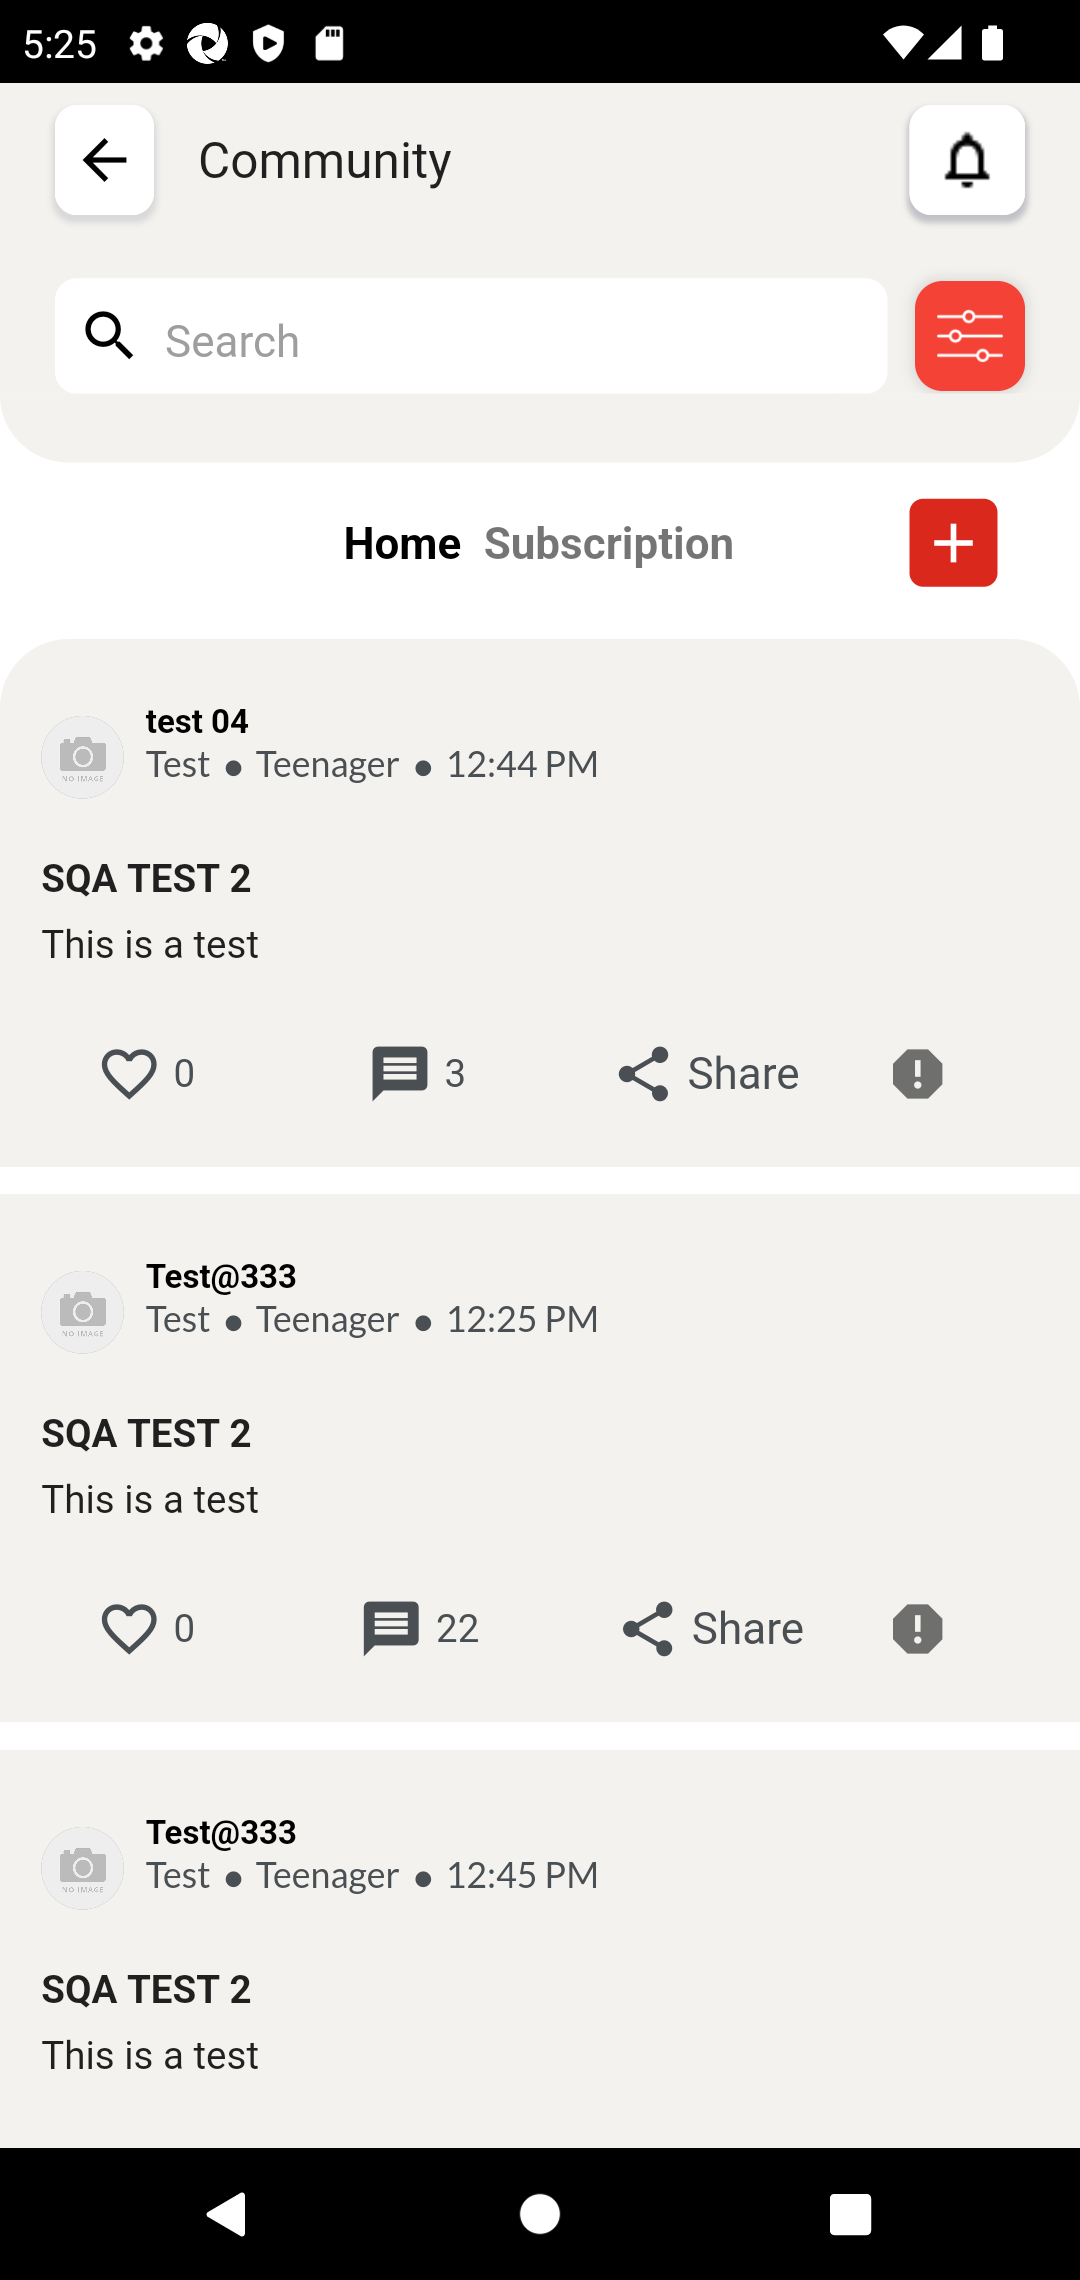 5:25
Community
Search
Home Subscription
test 04
NO IMAGE
Test ● Teenager ● 12:44 PM
SQA TEST 2
This is a test
0 3 Share
Test@333
NO IMAGE
Test ● Teenager ● 12:25 PM
SQA TEST 2
This is a test
0 22 Share
Test@333
NO IMAGE
Test ● Teenager ● 12:45 PM
SQA TEST 2
This is a test